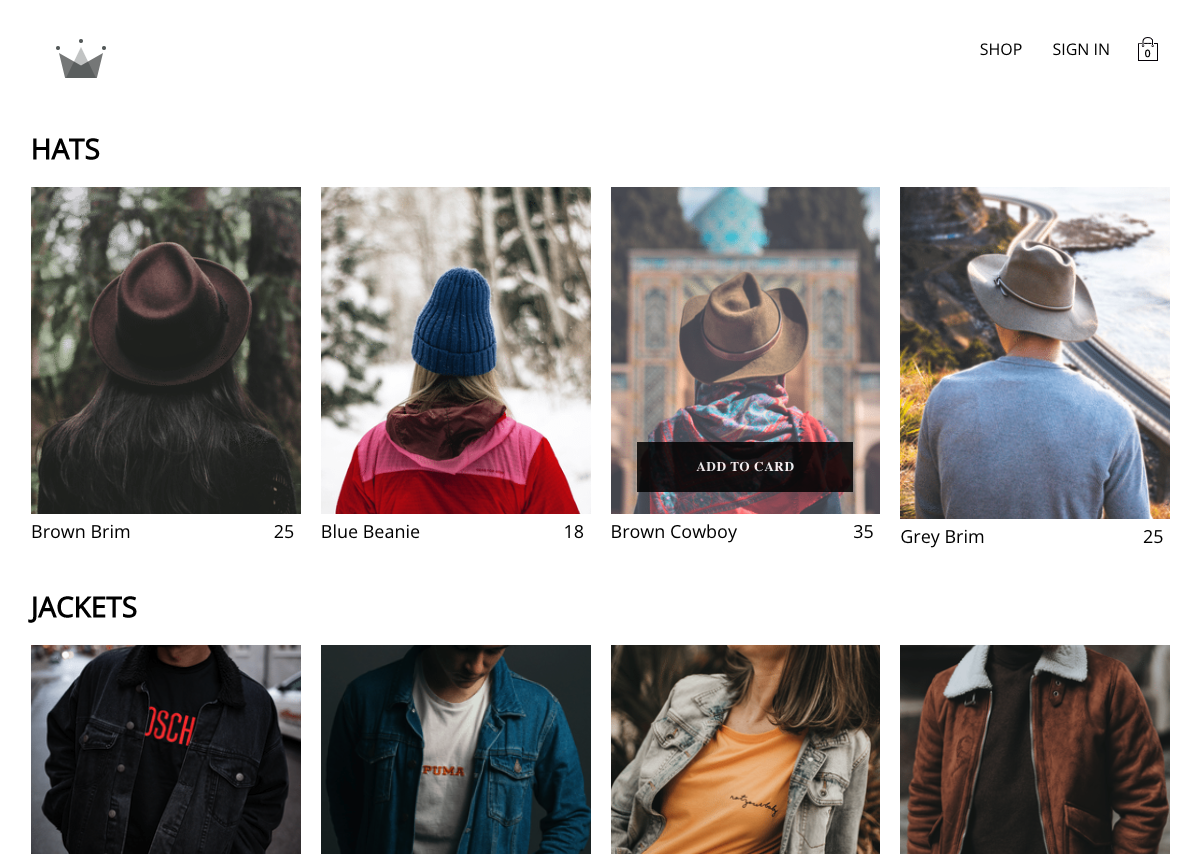 SHOP SIGN IN 0
HATS
ADD TO CARD
Brown Brim 25 Blue Beanie 18 Brown Cowboy 35 Grey Brim 25
JACKETS
OSCH
PUMA
notyourbaby